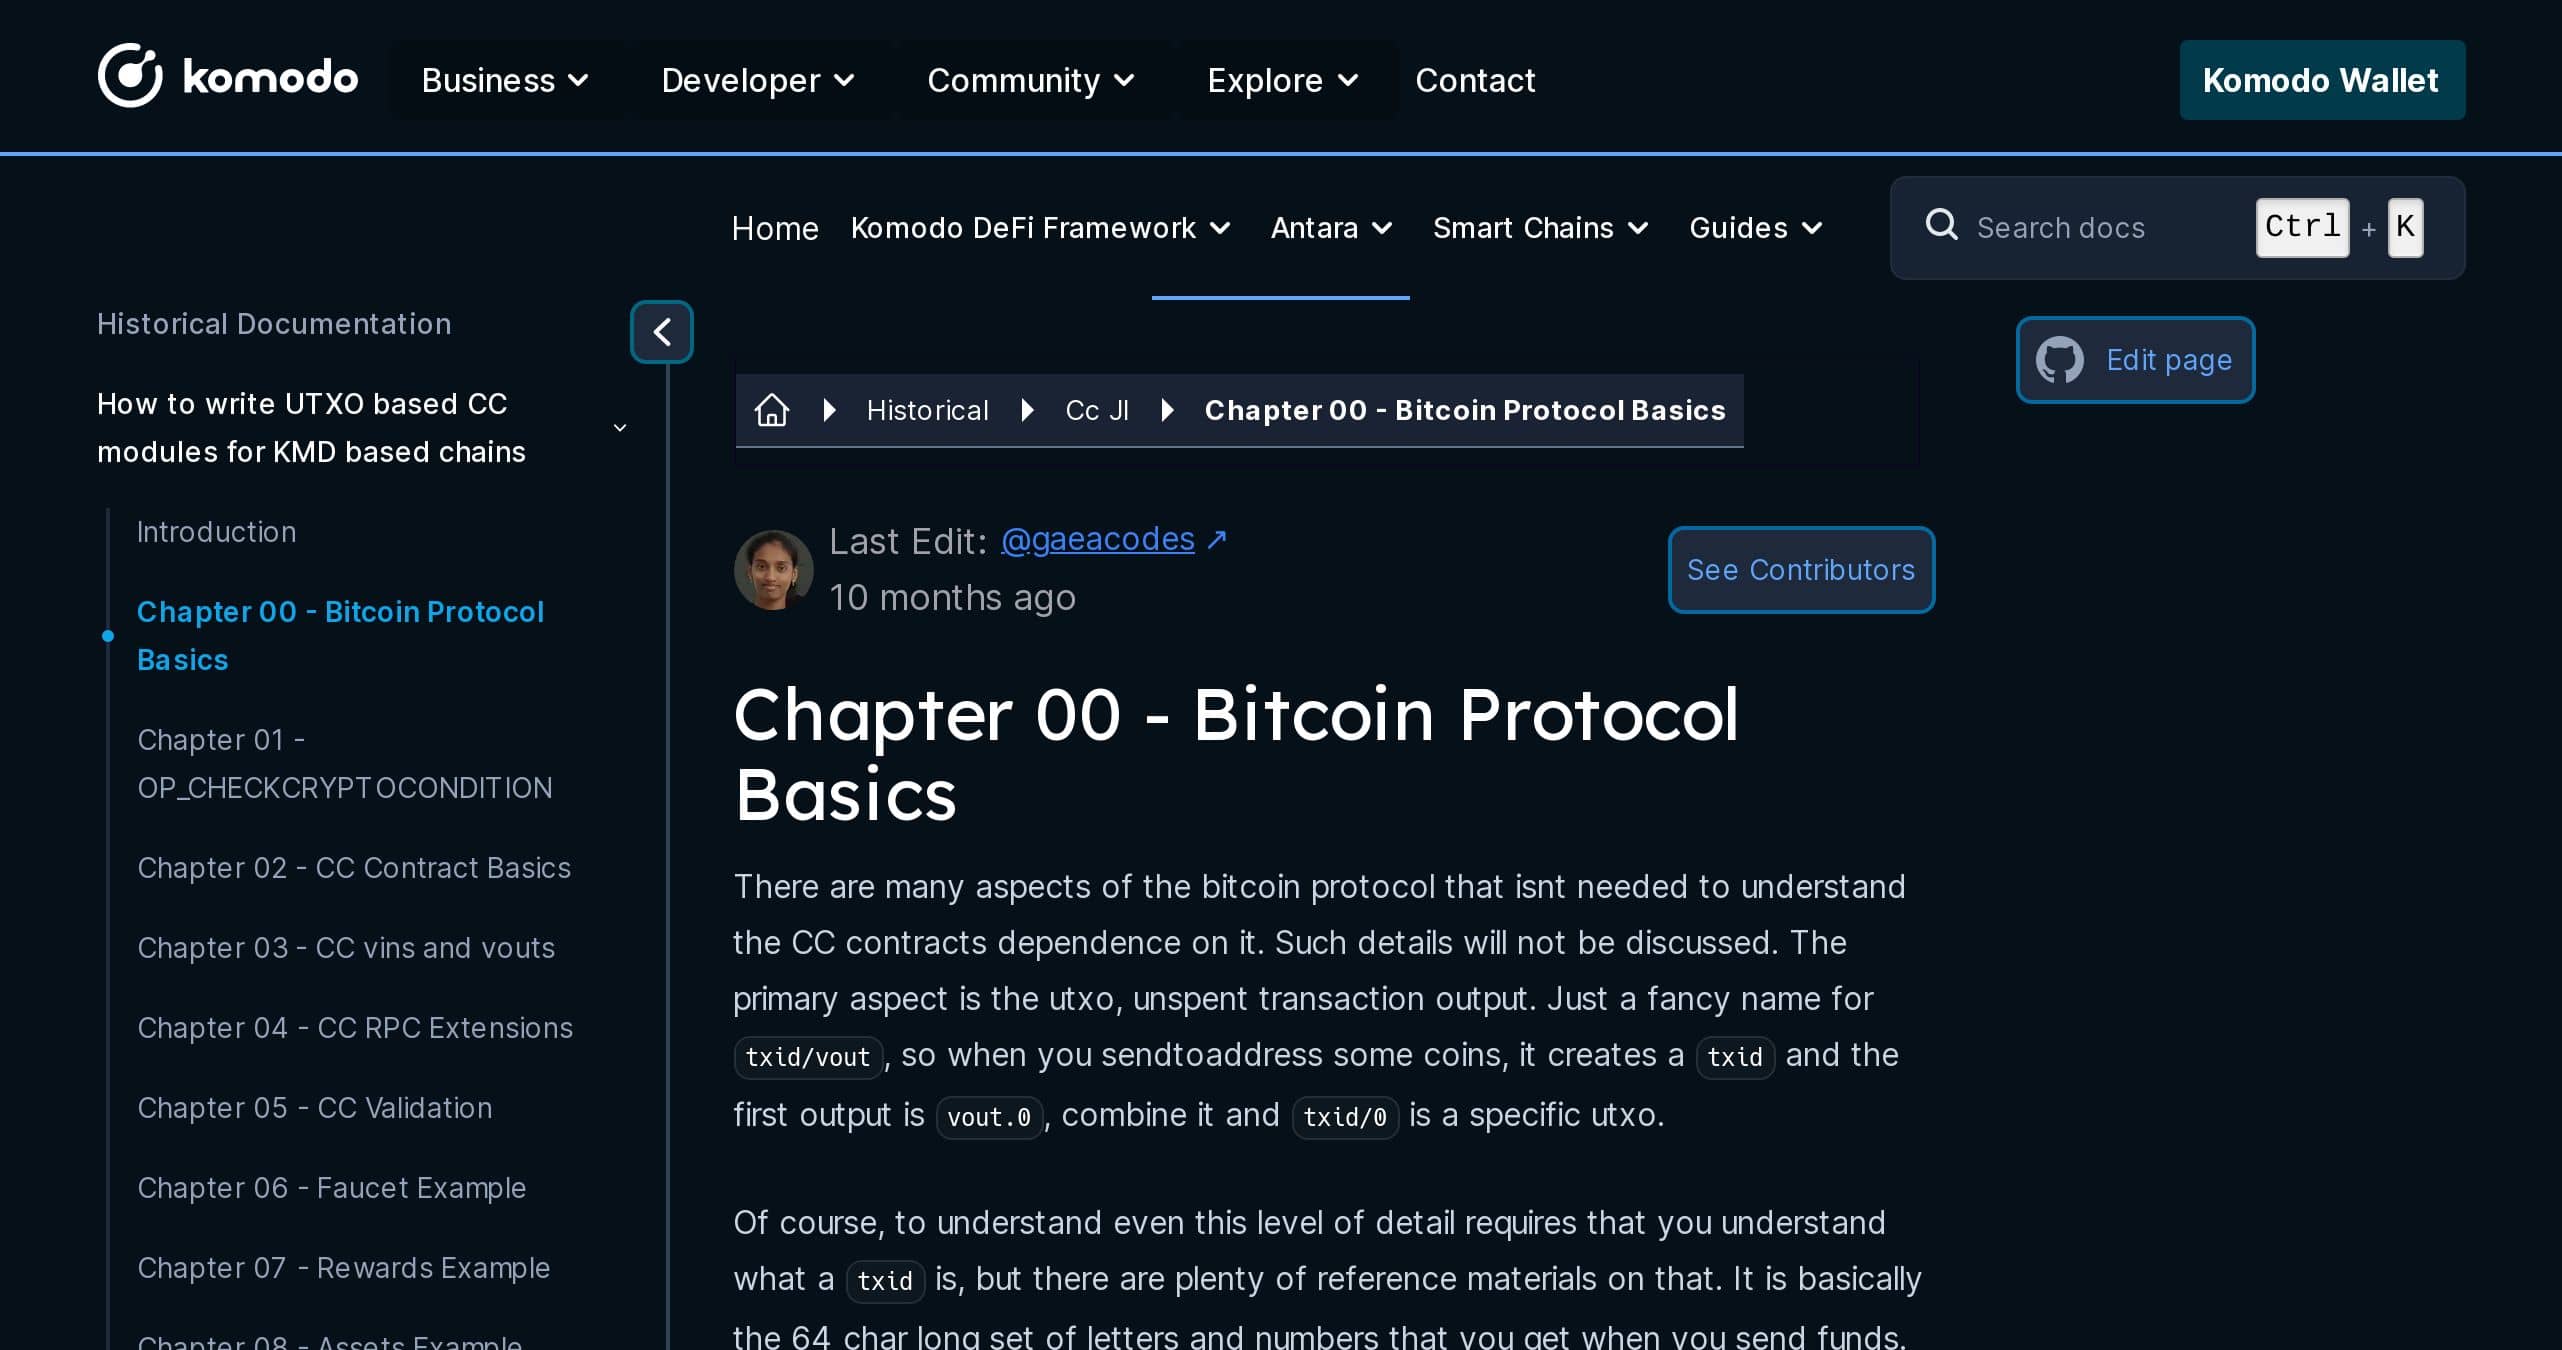 komodo
Business
Developer
Community
Explore
Contact
Komodo Wallet
Home
Komodo DeFi Framework
Antara
Smart Chains
Guides
Search docs
Ctrl + K
Historical Documentation
How to write UTXO based CC
modules for KMD based chains
Introduction
Chapter 00 - Bitcoin Protocol
Basics
Chapter 01 -
OP_CHECKCRYPTOCONDITION
Chapter 02 - CC Contract Basics
Chapter 03 - CC vins and vouts
Chapter 04 - CC RPC Extensions
Chapter 05 - CC Validation
Chapter 06 - Faucet Example
Chapter 07 - Rewards Example
Chapter 08 - Assets Example
Edit page
Historical
Cc Jl
Chapter 00 - Bitcoin Protocol Basics
Last Edit: @gaeacodes ↗
10 months ago
See Contributors
Chapter 00 - Bitcoin Protocol
Basics
There are many aspects of the bitcoin protocol that isnt needed to understand
the CC contracts dependence on it. Such details will not be discussed. The
primary aspect is the utxo, unspent transaction output. Just a fancy name for
txid/vout, so when you sendtoaddress some coins, it creates a txid and the
first output is vout.0, combine it and txid/0 is a specific utxo.
Of course, to understand even this level of detail requires that you understand
what a txid is, but there are plenty of reference materials on that. It is basically
the 64 char long set of letters and numbers that you get when you send funds.